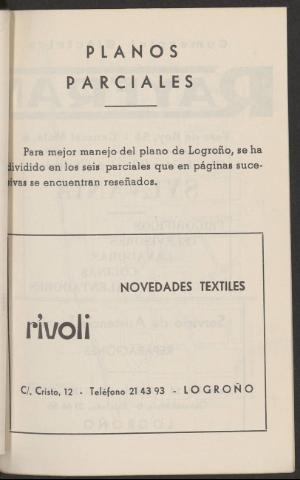 PLANOS
PARCIALES
Para mejor manejo del plano de Logroño, se ha
dividido en los seis parciales que en páginas suce-
sivas se encuentran reseñados.
NOVEDADES TEXTILES
rivoli
C/. Cristo, 12 - Teléfono 21 43 93 - LOGROÑO